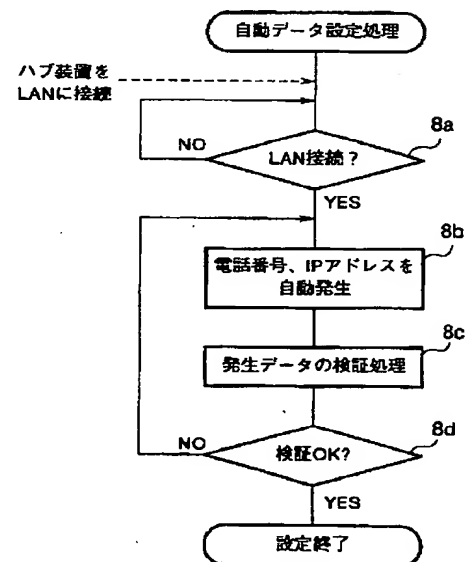 自動データ設定処理
ハブ装置を
LANに接続
8a
NO
LAN接続？
YES
8b
電話番号、IPアドレスを
自動発生
8c
発生データの検証処理
8d
NO
検証OK?
YES
設定終了